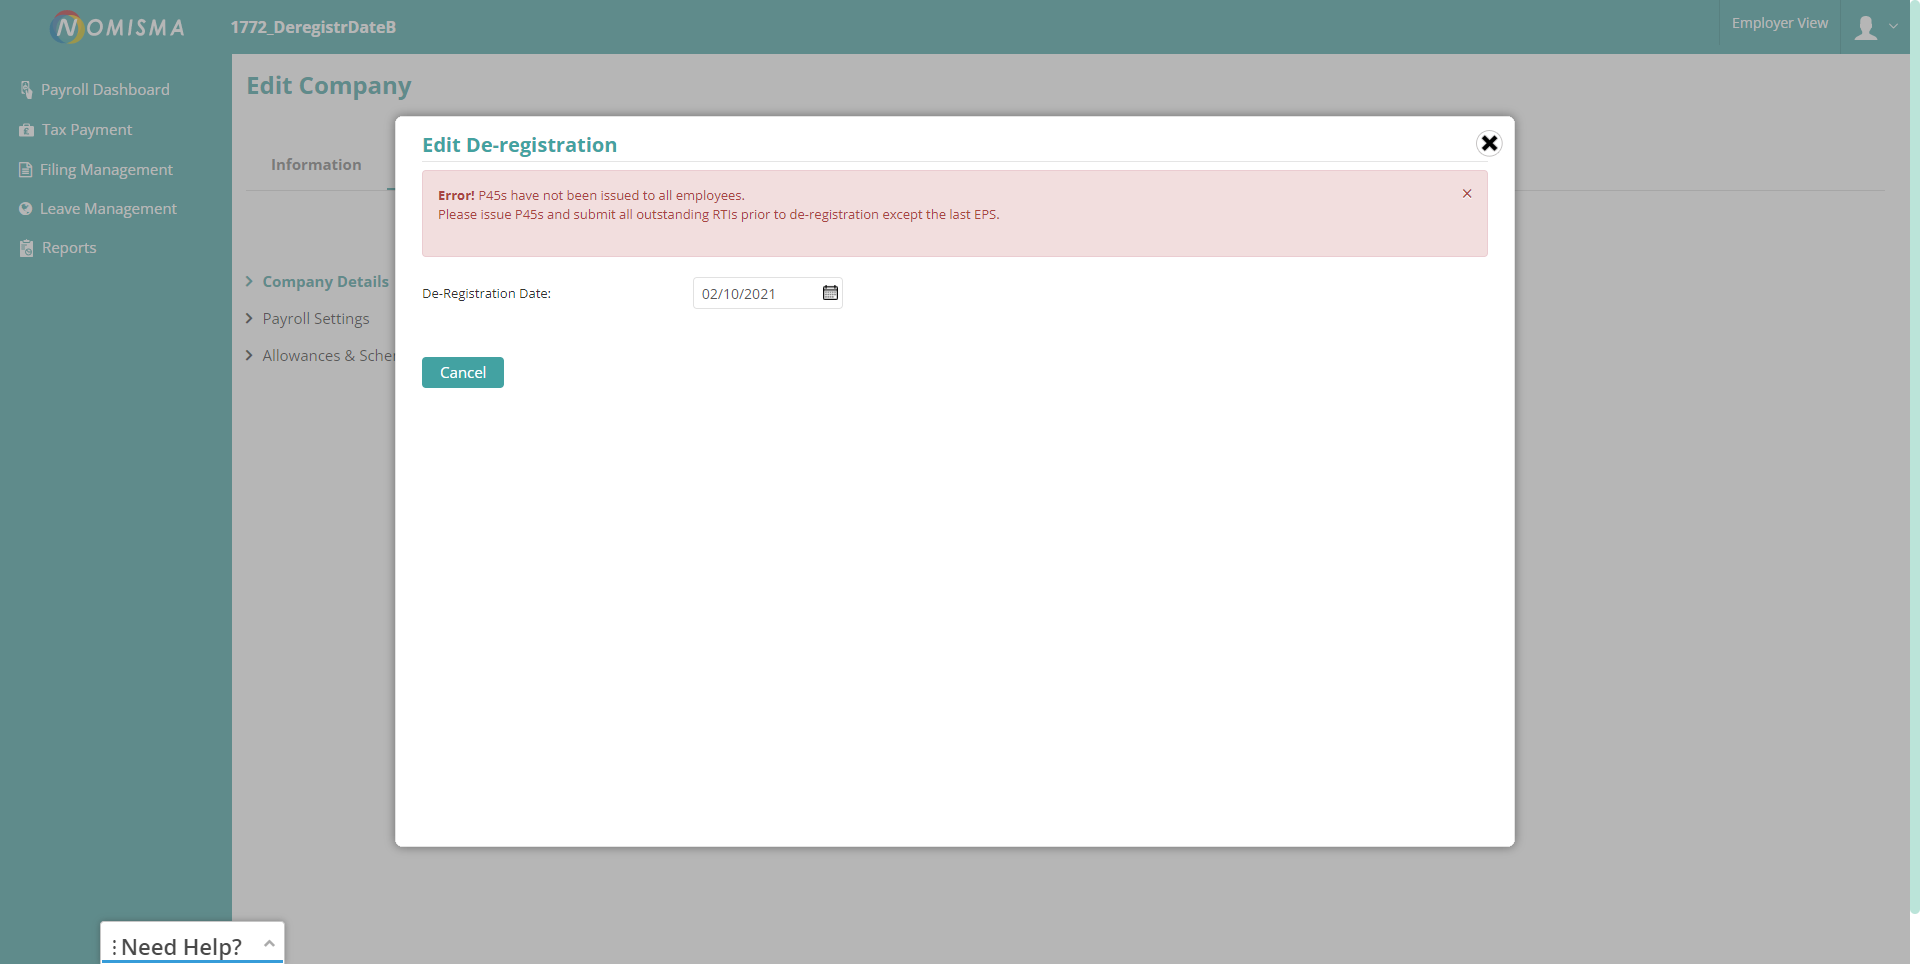 NOMISMA
1772_DeregistrDateB
Employer View
Payroll Dashboard
Tax Payment
Filing Management
Leave Management
Reports
Edit Company
Information
Company Details
Payroll Settings
Allowances & Scher
Edit De-registration
Error! P45s have not been issued to all employees.
Please issue P45s and submit all outstanding RTIs prior to de-registration except the last EPS.
De-Registration Date:
02/10/2021
Cancel
Need Help?